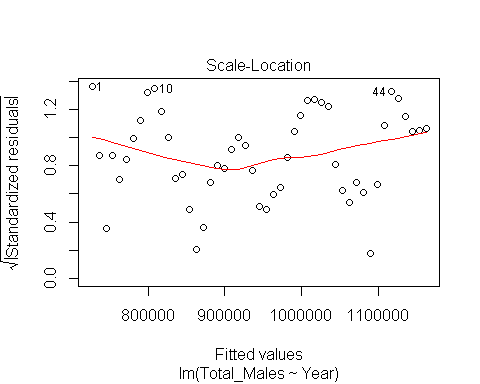 Scale-Location
√|Standardized residuals|
0.0
0.4
0.8
1.2
1
10
44
800000
900000
1000000
1100000
Fitted values
lm(Total_Males ~ Year)